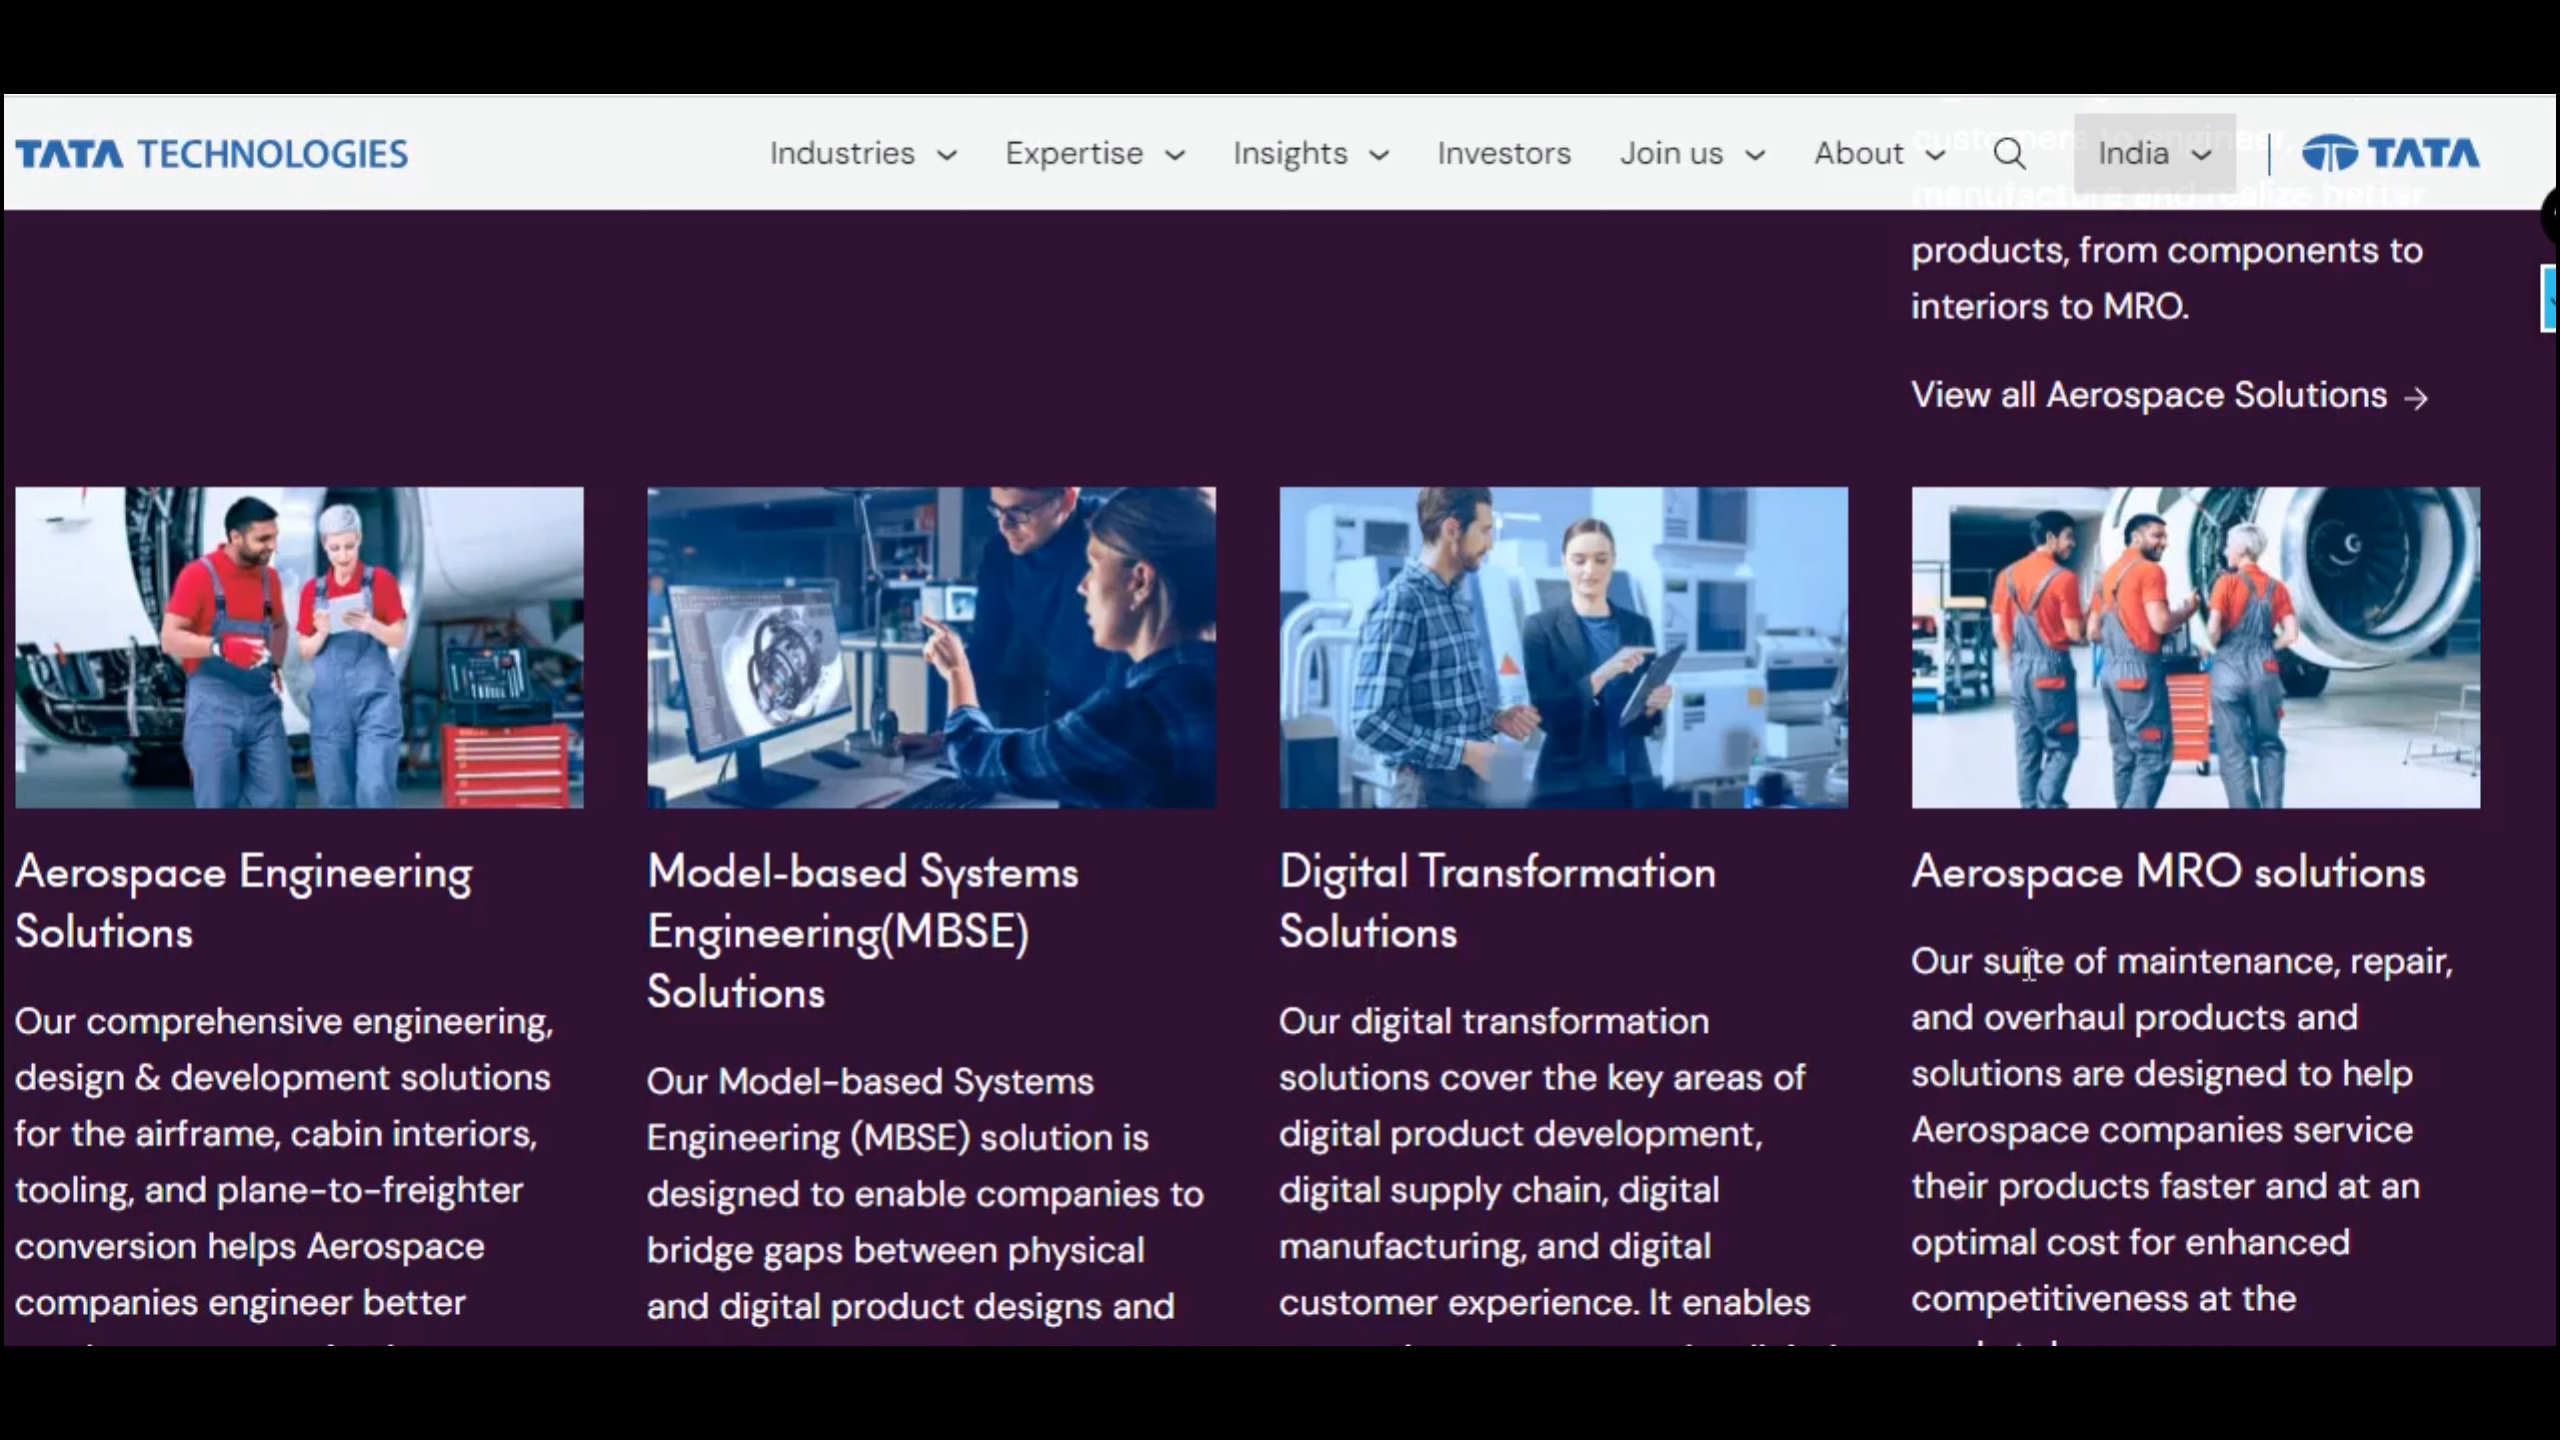 TATA TECHNOLOGIES
Industries
Expertise
Insights
Investors
Join us
About
India
TATA
customers to engineer,
manufacture and realize better
products, from components to
interiors to MRO.
View all Aerospace Solutions →
Aerospace Engineering
Solutions
Our comprehensive engineering,
design & development solutions
for the airframe, cabin interiors,
tooling, and plane-to-freighter
conversion helps Aerospace
companies engineer better
Model-based Systems
Engineering(MBSE)
Solutions
Our Model-based Systems
Engineering (MBSE) solution is
designed to enable companies to
bridge gaps between physical
and digital product designs and
Digital Transformation
Solutions
Our digital transformation
solutions cover the key areas of
digital product development,
digital supply chain, digital
manufacturing, and digital
customer experience. It enables
Aerospace MRO solutions
Our suite of maintenance, repair,
and overhaul products and
solutions are designed to help
Aerospace companies service
their products faster and at an
optimal cost for enhanced
competitiveness at the